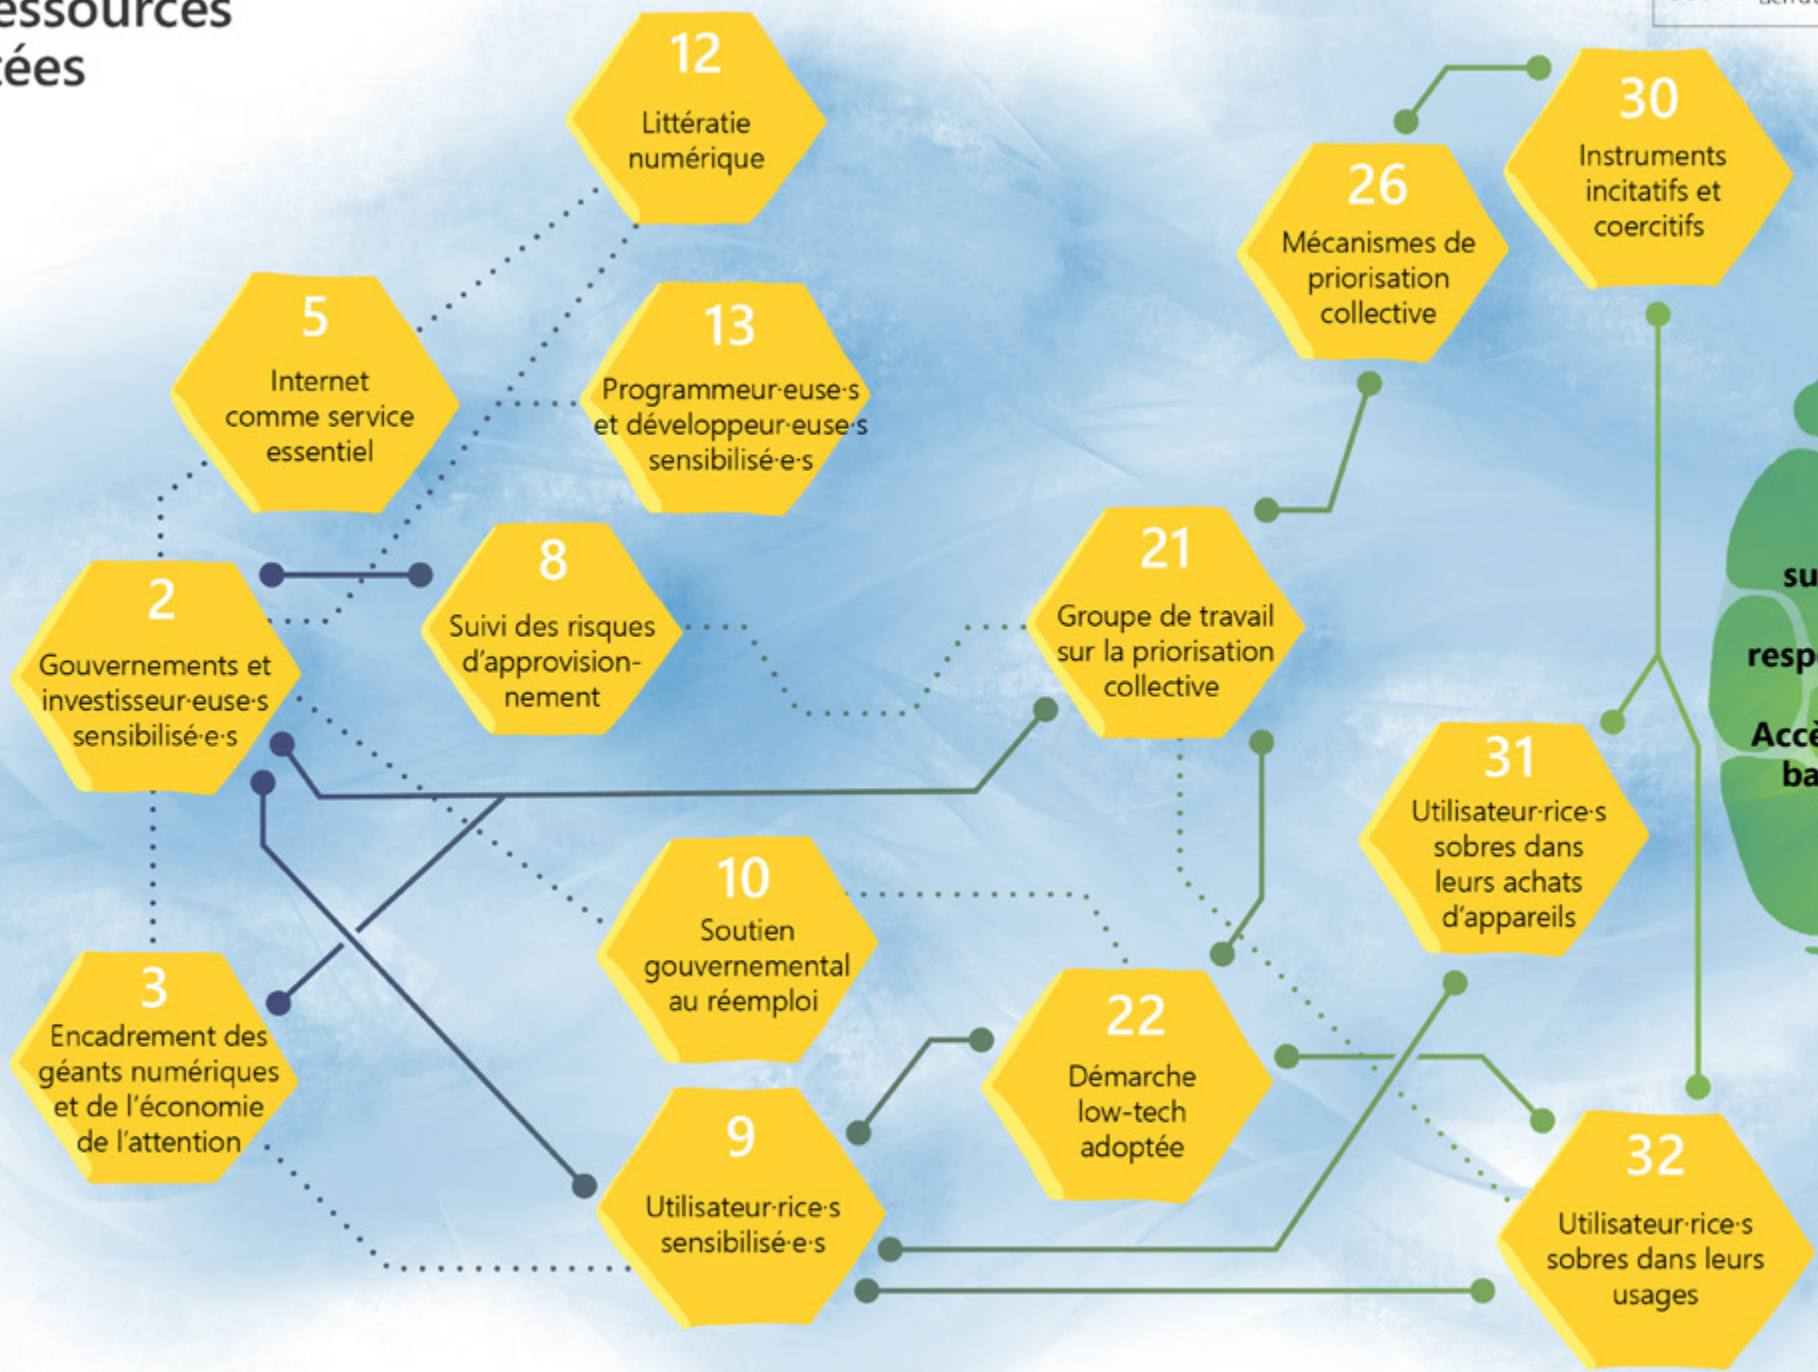 12
Littératie
numérique
30
Instruments
incitatifs et
coercitifs
26
Mécanismes de
priorisation
collective
5
Internet
comme service
essentiel
13
Programmeur·euse·s
et développeur·euse·s
sensibilisé·e·s
8
Suivi des risques
d'approvision-
nement
21
Groupe de travail
sur la priorisation
collective
2
Gouvernements et
investisseur·euse·s
sensibilisé·e·s
31
Utilisateur·rice·s
sobres dans
leurs achats
d'appareils
10
Soutien
gouvernemental
au réemploi
3
Encadrement des
géants numériques
et de l'économie
de l'attention
22
Démarche
low-tech
adoptée
9
Utilisateur·rice·s
sensibilisé·e·s
32
Utilisateur·rice·s
sobres dans leurs
usages